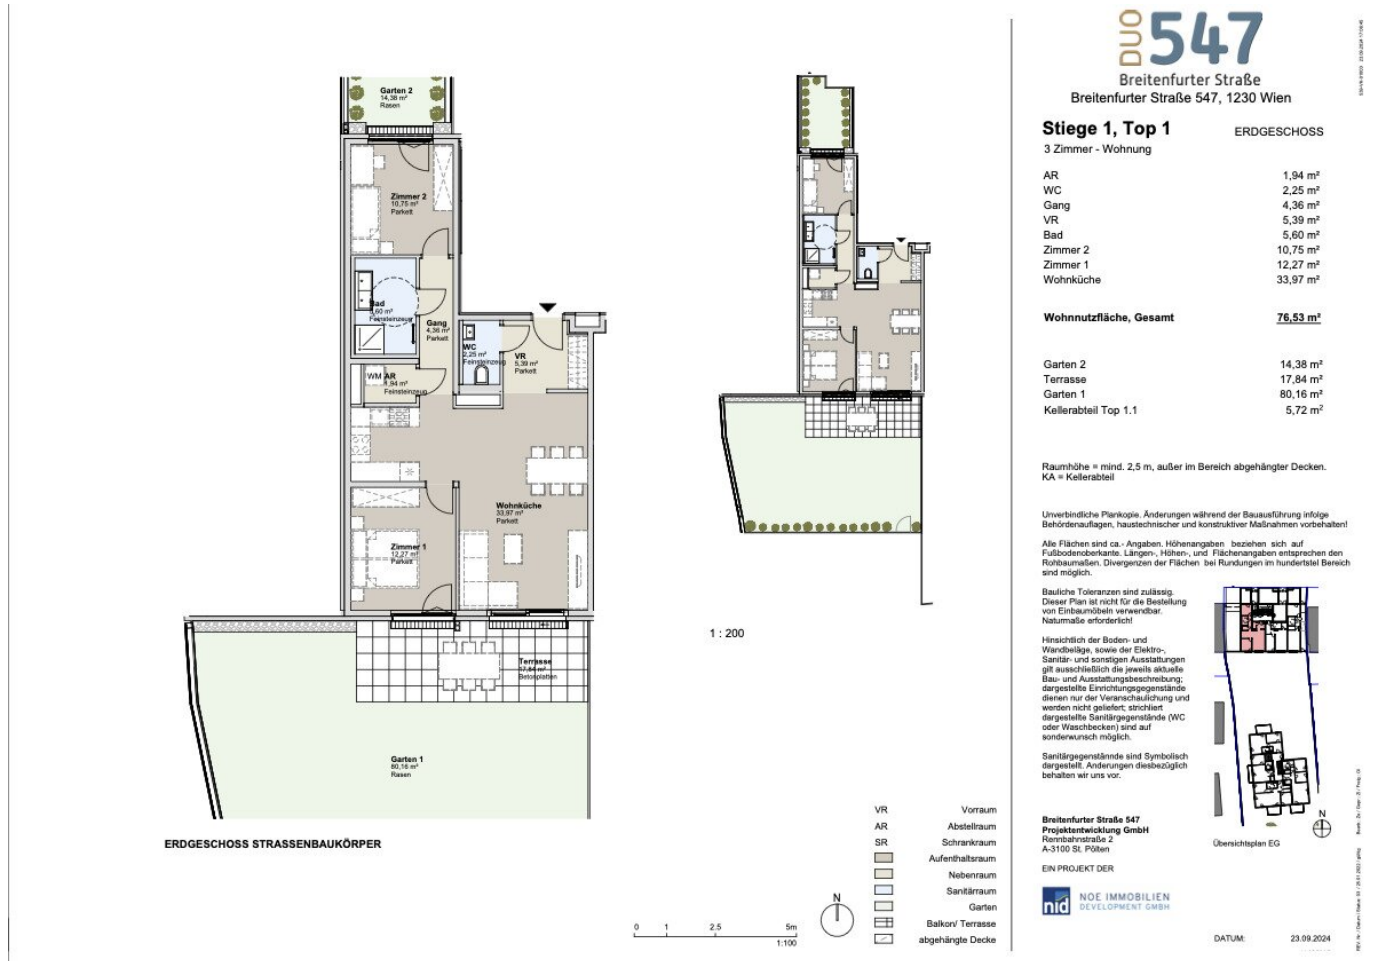 Garten 2
14,38 m²
Rasen
Zimmer 2
10,75 m²
Parkett
Bad
5,60 m²
Feinsteinzeug
Gang
4,36 m²
Parkett
WC
2,25 m²
Feinsteinzeug
VR
5,39 m²
Parkett
WM AR
1,94 m²
Feinsteinzeug
Wohnküche
33,97 m²
Parkett
Zimmer 1
12,27 m²
Parkett
Terrasse
17,84 m²
Betonplatten
Garten 1
80,16 m²
Rasen
ERDGESCHOSS STRASSENBAUKÖRPER
1 : 200
VR Vorraum
AR Abstellraum
SR Schrankraum
Aufenthaltsraum
Nebenraum
Sanitärraum
Garten
Balkon/ Terrasse
abgehängte Decke
N
0 1 2.5 5m
1:100
DUO 547
Breitenfurter Straße
Breitenfurter Straße 547, 1230 Wien
Stiege 1, Top 1 ERDGESCHOSS
3 Zimmer - Wohnung
AR 1,94 m²
WC 2,25 m²
Gang 4,36 m²
VR 5,39 m²
Bad 5,60 m²
Zimmer 2 10,75 m²
Zimmer 1 12,27 m²
Wohnküche 33,97 m²
Wohnnutzfläche, Gesamt 76,53 m²
Garten 2 14,38 m²
Terrasse 17,84 m²
Garten 1 80,16 m²
Kellerabteil Top 1.1 5,72 m²
Raumhöhe = mind. 2,5 m, außer im Bereich abgehängter Decken.
KA = Kellerabteil
Unverbindliche Plankopie. Änderungen während der Bauausführung infolge
Behördenauflagen, haustechnischer und konstruktiver Maßnahmen vorbehalten!
Alle Flächen sind ca.- Angaben. Höhenangaben beziehen sich auf
Fußbodenoberkante. Längen-, Höhen-, und Flächenangaben entsprechen den
Rohbaumaßen. Divergenzen der Flächen bei Rundungen im hundertstel Bereich
sind möglich.
Bauliche Toleranzen sind zulässig.
Dieser Plan ist nicht für die Bestellung
von Einbaumöbeln verwendbar.
Naturmaße erforderlich!
Hinsichtlich der Boden- und
Wandbeläge, sowie der Elektro-,
Sanitär- und sonstigen Ausstattungen
gilt ausschließlich die jeweils aktuelle
Bau- und Ausstattungsbeschreibung;
dargestellte Einrichtungsgegenstände
dienen nur der Veranschaulichung und
werden nicht geliefert; strichliert
dargestellte Sanitärgegenstände (WC
oder Waschbecken) sind auf
sonderwunsch möglich.
Sanitärgegenstännde sind Symbolisch
dargestellt. Änderungen diesbezüglich
behalten wir uns vor.
Breitenfurter Straße 547
Projektentwicklung GmbH
Rennbahnstraße 2
A-3100 St. Pölten
EIN PROJEKT DER
nid NOE IMMOBILIEN
DEVELOPMENT GMBH
N
Übersichtsplan EG
DATUM: 23.09.2024